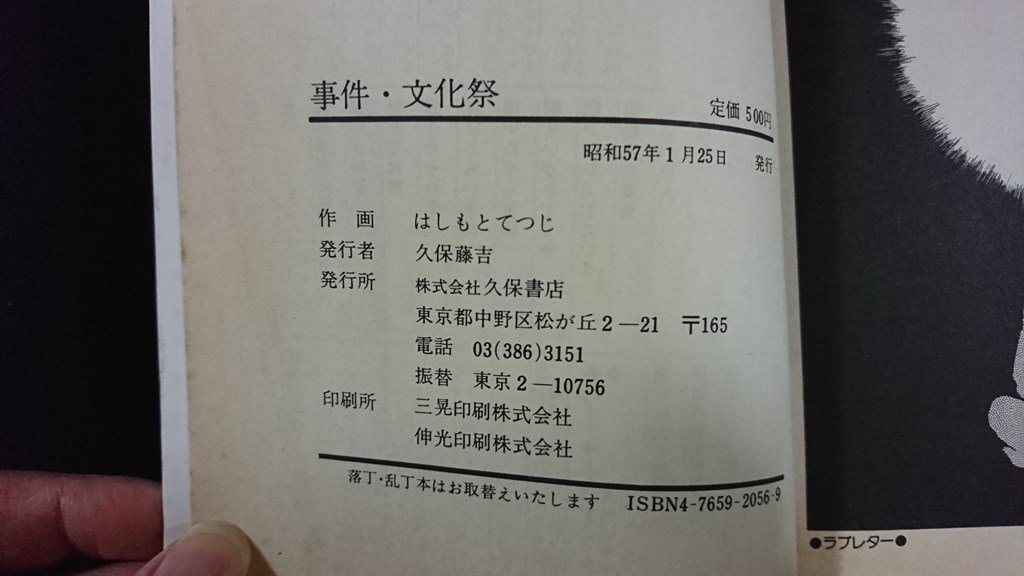 事件・文化祭
定価 500円
昭和57年1月25日 発行
作 画 はしもとてつじ
発行者 久保藤吉
発行所 株式会社久保書店
東京都中野区松が丘2―21 〒165
電話 03(386)3151
振替 東京2―10756
印刷所 三晃印刷株式会社
伸光印刷株式会社
落丁・乱丁本はお取替えいたします ISBN4-7659-2056-9
●ラブレター●